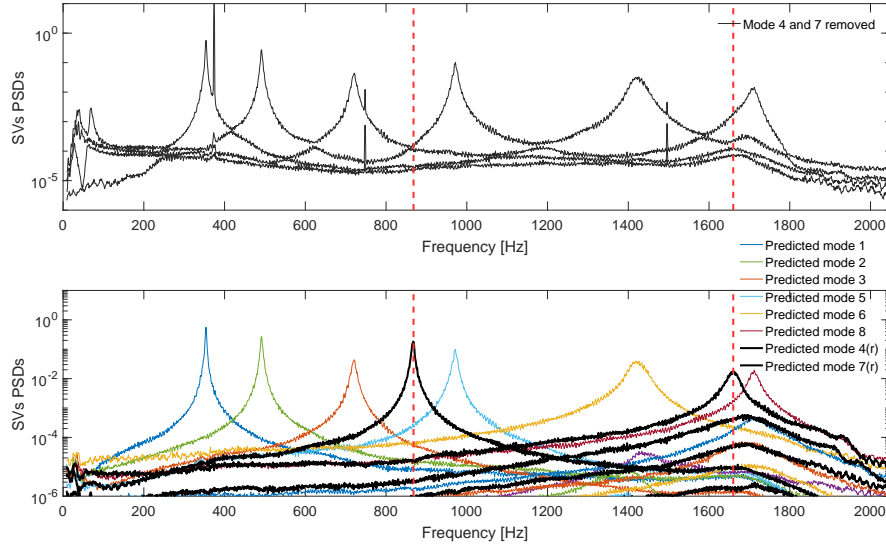 Mode 4 and 7 removed
SVs PSDs
10^0
10^-5
0 200 400 600 800 1000 1200 1400 1600 1800 2000
Frequency [Hz]
Predicted mode 1
Predicted mode 2
Predicted mode 3
Predicted mode 5
Predicted mode 6
Predicted mode 8
Predicted mode 4(r)
Predicted mode 7(r)
SVs PSDs
10^0
10^-2
10^-4
10^-6
0 200 400 600 800 1000 1200 1400 1600 1800 2000
Frequency [Hz]